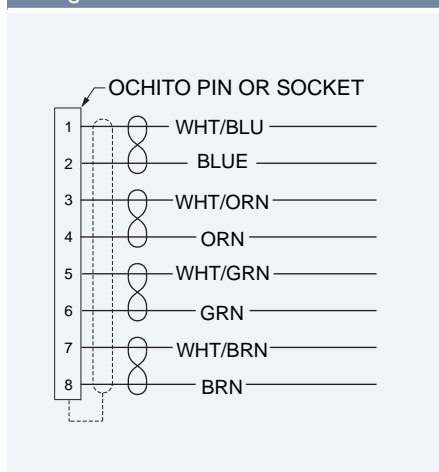 OCHITO PIN OR SOCKET
1 WHT/BLU
2 BLUE
3 WHT/ORN
4 ORN
5 WHT/GRN
6 GRN
7 WHT/BRN
8 BRN